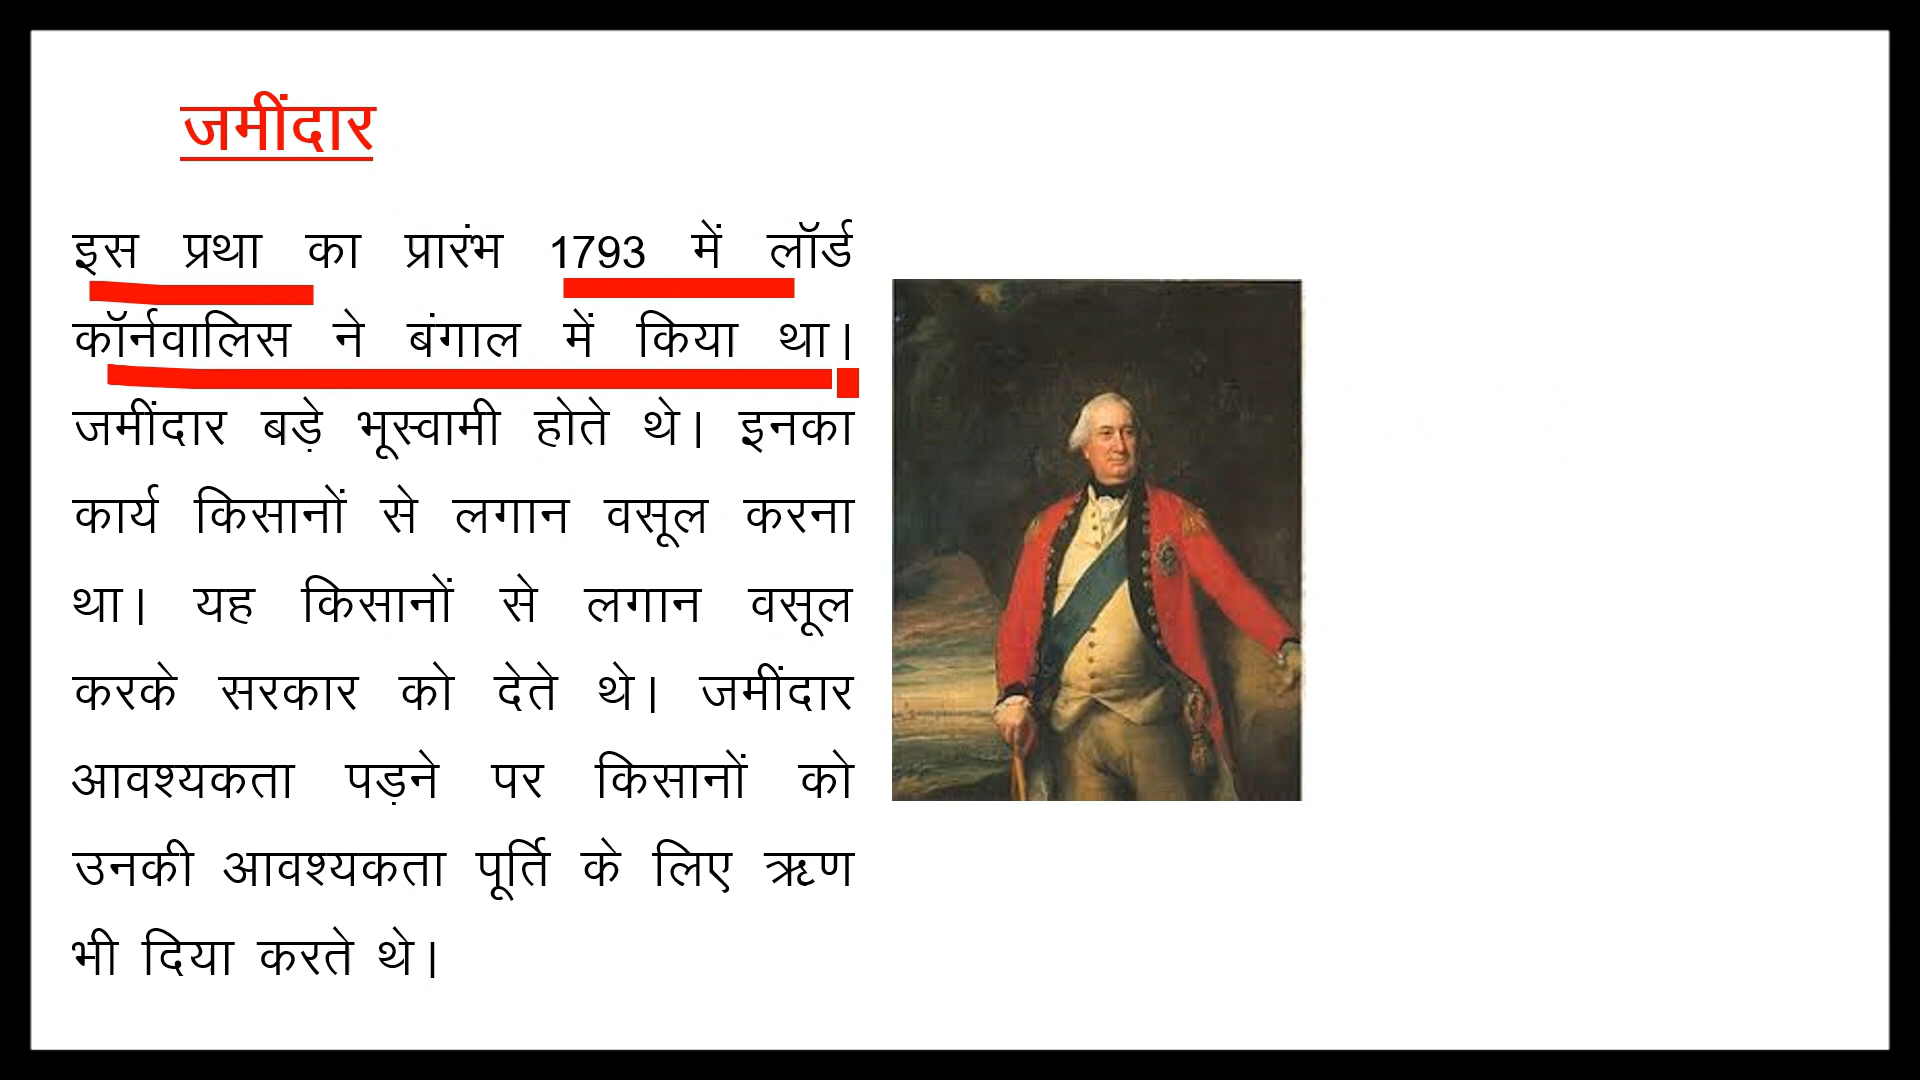 जमींदार
इस प्रथा का प्रारंभ 1793 में लॉर्ड
कॉर्नवालिस ने बंगाल में किया था।
जमींदार बड़े भूस्वामी होते थे। इनका
कार्य किसानों से लगान वसूल करना
था। यह किसानों से लगान वसूल
करके सरकार को देते थे। जमींदार
आवश्यकता पड़ने पर किसानों को
उनकी आवश्यकता पूर्ति के लिए ऋण
भी दिया करते थे।